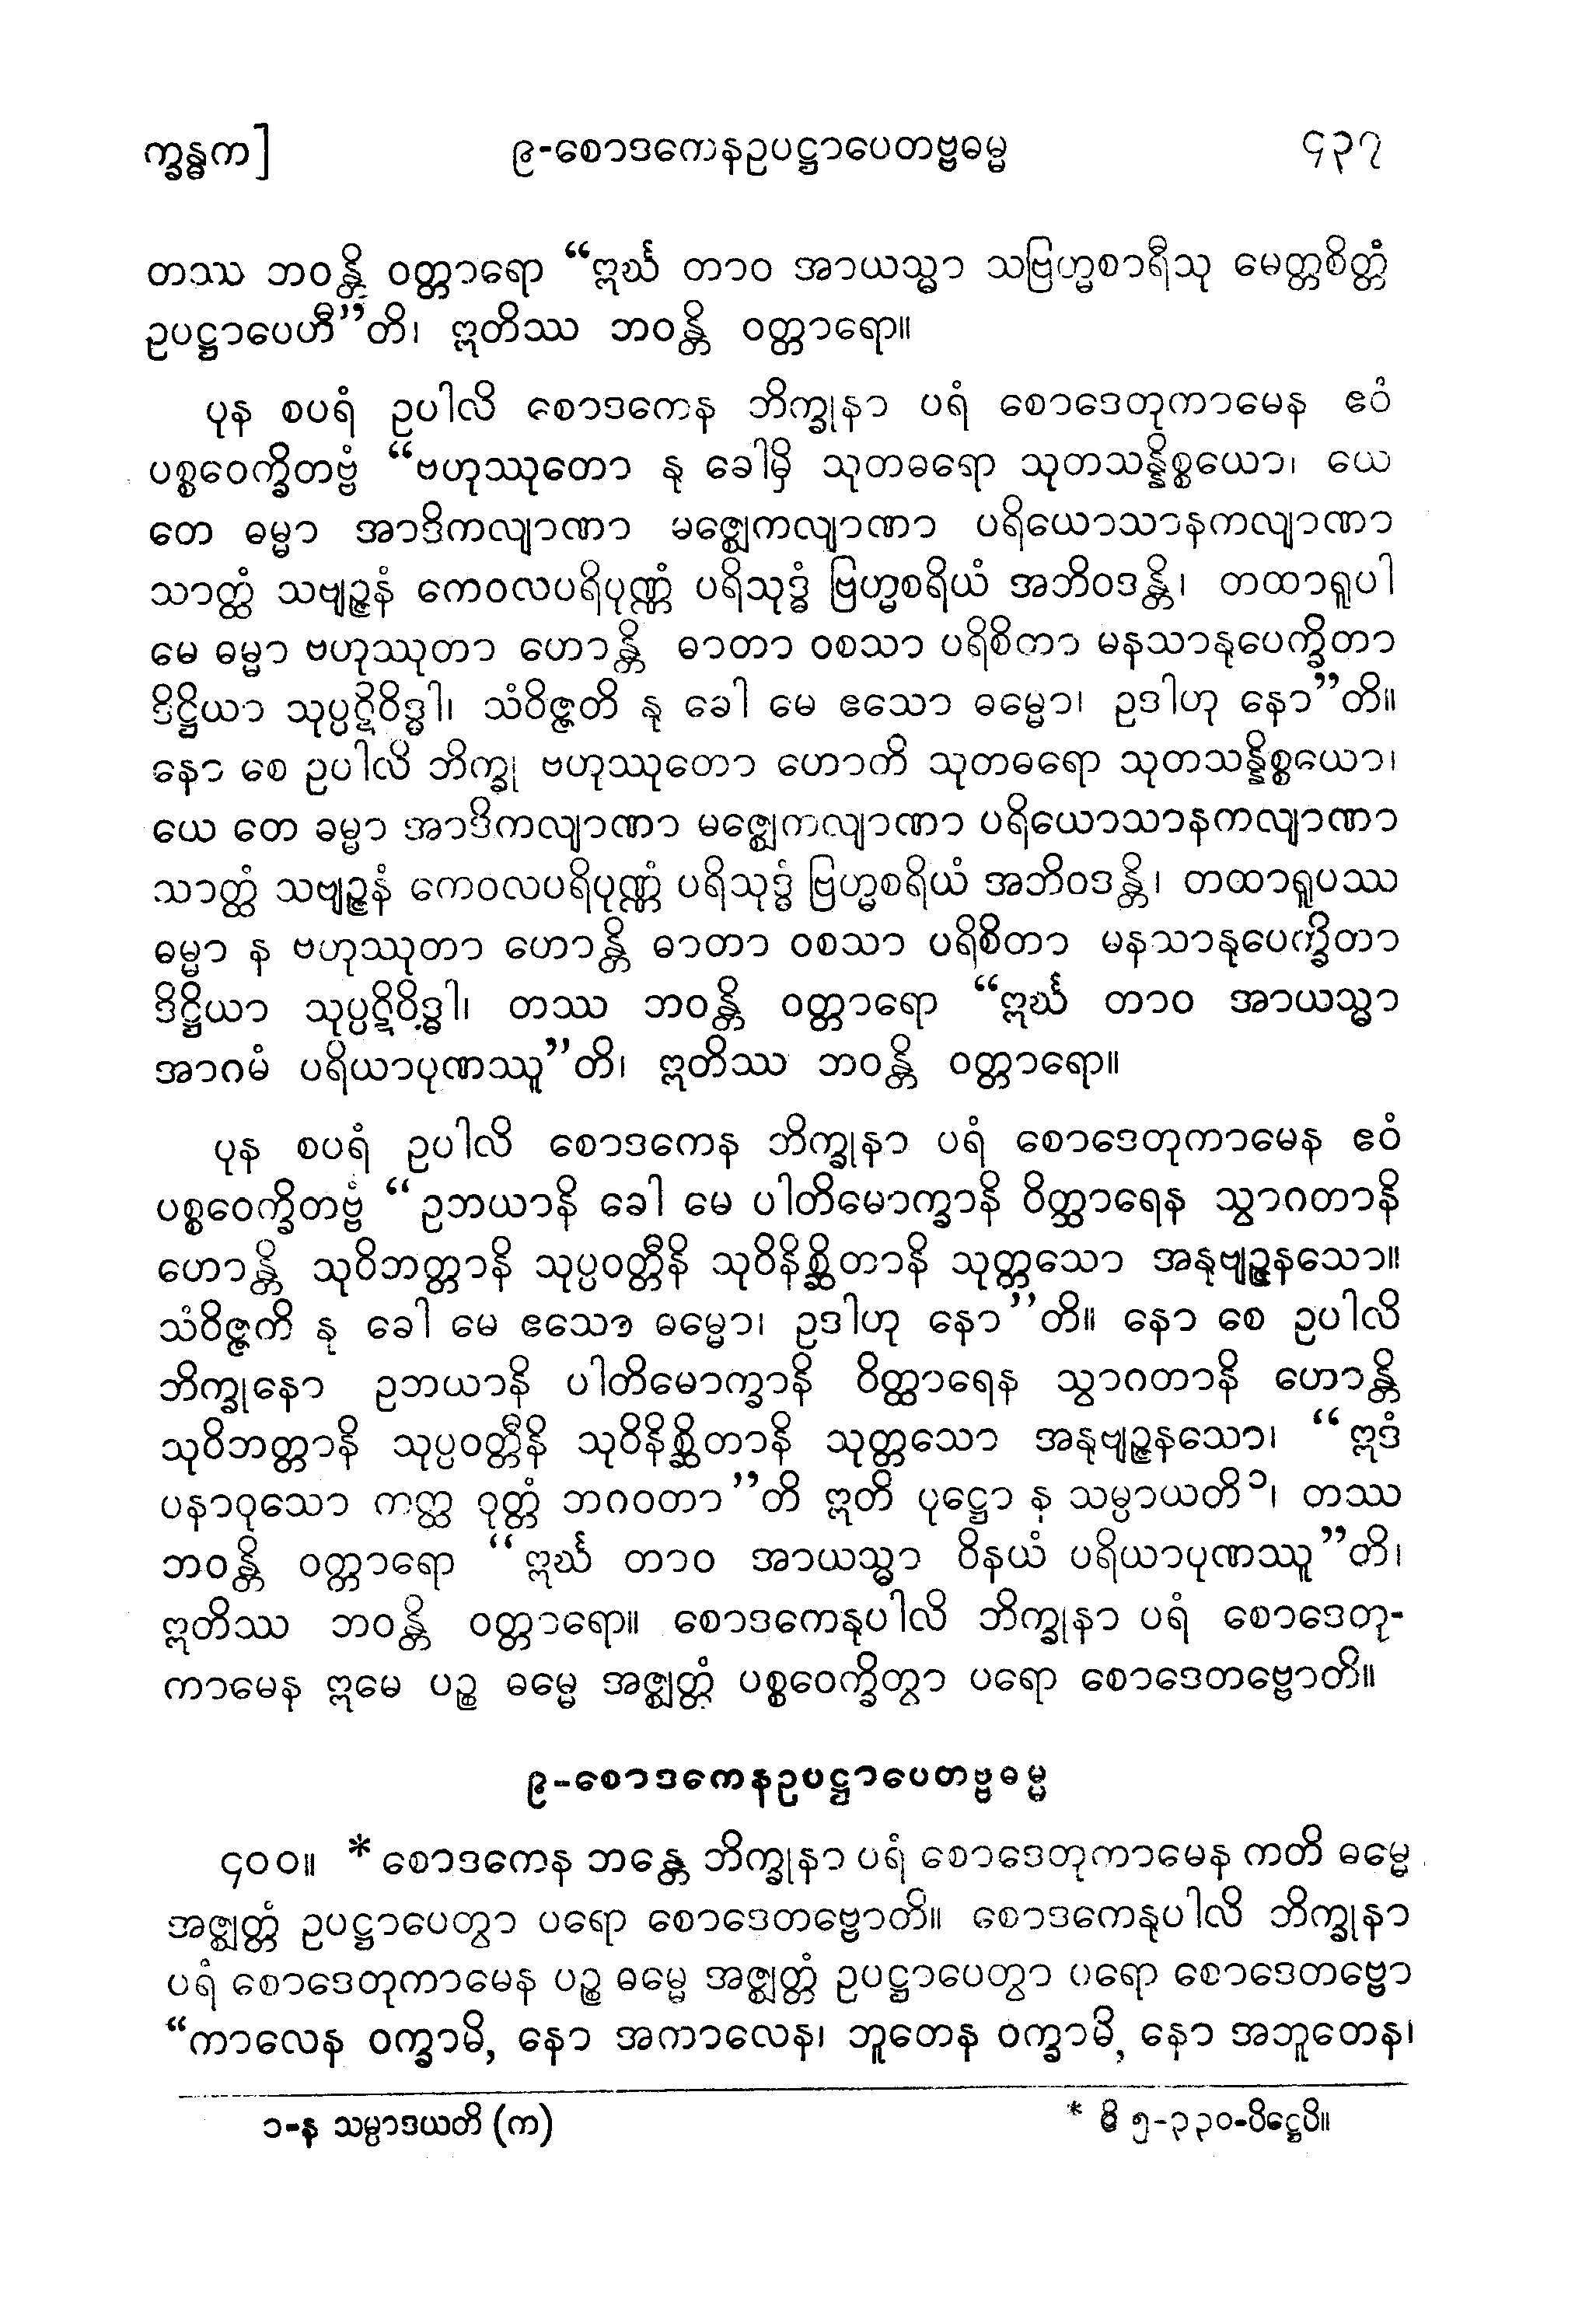 က္ခန္ဓက] ၉-စောဒကေနဥပဋ္ဌာပေတဗ္ဗဓမ္မ ၄၃၇
တဿ ဘဝန္တိ ဝတ္တာရော “ဣင်္ဃ တာဝ အာယသ္မာ သဗြဟ္မစာရီသု မေတ္တစိတ္တံ
ဥပဋ္ဌာပေဟီ”တိ၊ ဣတိဿ ဘဝန္တိ ဝတ္တာရော။
ပုန စပရံ ဥပါလိ စောဒကေန ဘိက္ခုနာ ပရံ စောဒေတုကာမေန ဧဝံ
ပစ္စဝေက္ခိတဗ္ဗံ “ဗဟုဿုတော နု ခေါမှိ သုတဓရော သုတသန္နိစ္စယော၊ ယေ
တေ ဓမ္မာ အာဒိကလျာဏာ မဇ္ဈေကလျာဏာ ပရိယောသာနကလျာဏာ
သာတ္ထံ သဗျဉ္ဇနံ ကေဝလပရိပုဏ္ဏံ ပရိသုဒ္ဓံ ဗြဟ္မစရိယံ အဘိဝဒန္တိ၊ တထာရူပါ
မေ ဓမ္မာ ဗဟုဿုတာ ဟောန္တိ ဓာတာ ဝစသာ ပရိစိတာ မနသာနုပေက္ခိတာ
ဒိဋ္ဌိယာ သုပ္ပဋိဝိဒ္ဓါ၊ သံဝိဇ္ဇတိ နု ခေါ မေ ဧသော ဓမ္မော၊ ဥဒါဟု နော”တိ။
နော စေ ဥပါလိ ဘိက္ခု ဗဟုဿုတော ဟောတိ သုတဓရော သုတသန္နိစ္စယော၊
ယေ တေ ဓမ္မာ အာဒိကလျာဏာ မဇ္ဈေကလျာဏာ ပရိယောသာနကလျာဏာ
သာတ္ထံ သဗျဉ္ဇနံ ကေဝလပရိပုဏ္ဏံ ပရိသုဒ္ဓံ ဗြဟ္မစရိယံ အဘိဝဒန္တိ၊ တထာရူပဿ
ဓမ္မာ န ဗဟုဿုတာ ဟောန္တိ ဓာတာ ဝစသာ ပရိစိတာ မနသာနုပေက္ခိတာ
ဒိဋ္ဌိယာ သုပ္ပဋိဝိဒ္ဓါ၊ တဿ ဘဝန္တိ ဝတ္တာရော “ဣင်္ဃ တာဝ အာယသ္မာ
အာဂမံ ပရိယာပုဏဿူ”တိ၊ ဣတိဿ ဘဝန္တိ ဝတ္တာရော။
ပုန စပရံ ဥပါလိ စောဒကေန ဘိက္ခုနာ ပရံ စောဒေတုကာမေန ဧဝံ
ပစ္စဝေက္ခိတဗ္ဗံ “ဥဘယာနိ ခေါ မေ ပါတိမောက္ခာနိ ဝိတ္ထာရေန သွာဂတာနိ
ဟောန္တိ သုဝိဘတ္တာနိ သုပ္ပဝတ္တီနိ သုဝိနိစ္ဆိတာနိ သုတ္တသော အနုဗျဉ္ဇနသော။
သံဝိဇ္ဇတိ နု ခေါ မေ ဧသော ဓမ္မော၊ ဥဒါဟု နော”တိ။ နော စေ ဥပါလိ
ဘိက္ခုနော ဥဘယာနိ ပါတိမောက္ခာနိ ဝိတ္ထာရေန သွာဂတာနိ ဟောန္တိ
သုဝိဘတ္တာနိ သုပ္ပဝတ္တီနိ သုဝိနိစ္ဆိတာနိ သုတ္တသော အနုဗျဉ္ဇနသော၊ “ဣဒံ
ပနာဝုသော ကတ္ထ ဝုတ္တံ ဘဂဝတာ”တိ ဣတိ ပုဋ္ဌော န သမ္ပာယတိ၁၊ တဿ
ဘဝန္တိ ဝတ္တာရော “ဣင်္ဃ တာဝ အာယသ္မာ ဝိနယံ ပရိယာပုဏဿူ”တိ၊
ဣတိဿ ဘဝန္တိ ဝတ္တာရော။ စောဒကေနုပါလိ ဘိက္ခုနာ ပရံ စောဒေတု-
ကာမေန ဣမေ ပဉ္စ ဓမ္မေ အဇ္ဈတ္တံ ပစ္စဝေက္ခိတွာ ပရော စောဒေတဗ္ဗောတိ။
၉-စောဒကေနဥပဋ္ဌာပေတဗ္ဗဓမ္မ
၄၀၀။ * စောဒကေန ဘန္တေ ဘိက္ခုနာ ပရံ စောဒေတုကာမေန ကတိ ဓမ္မေ
အဇ္ဈတ္တံ ဥပဋ္ဌာပေတွာ ပရော စောဒေတဗ္ဗောတိ။ စောဒကေနုပါလိ ဘိက္ခုနာ
ပရံ စောဒေတုကာမေန ပဉ္စ ဓမ္မေ အဇ္ဈတ္တံ ဥပဋ္ဌာပေတွာ ပရော စောဒေတဗ္ဗော
“ကာလေန ဝက္ခာမိ, နော အကာလေန၊ ဘူတေန ဝက္ခာမိ, နော အဘူတေန၊
၁-န သမ္ပာဒယတိ (က) * ဝိ ၅-၃၃၀-ပိဋ္ဌေပိ။